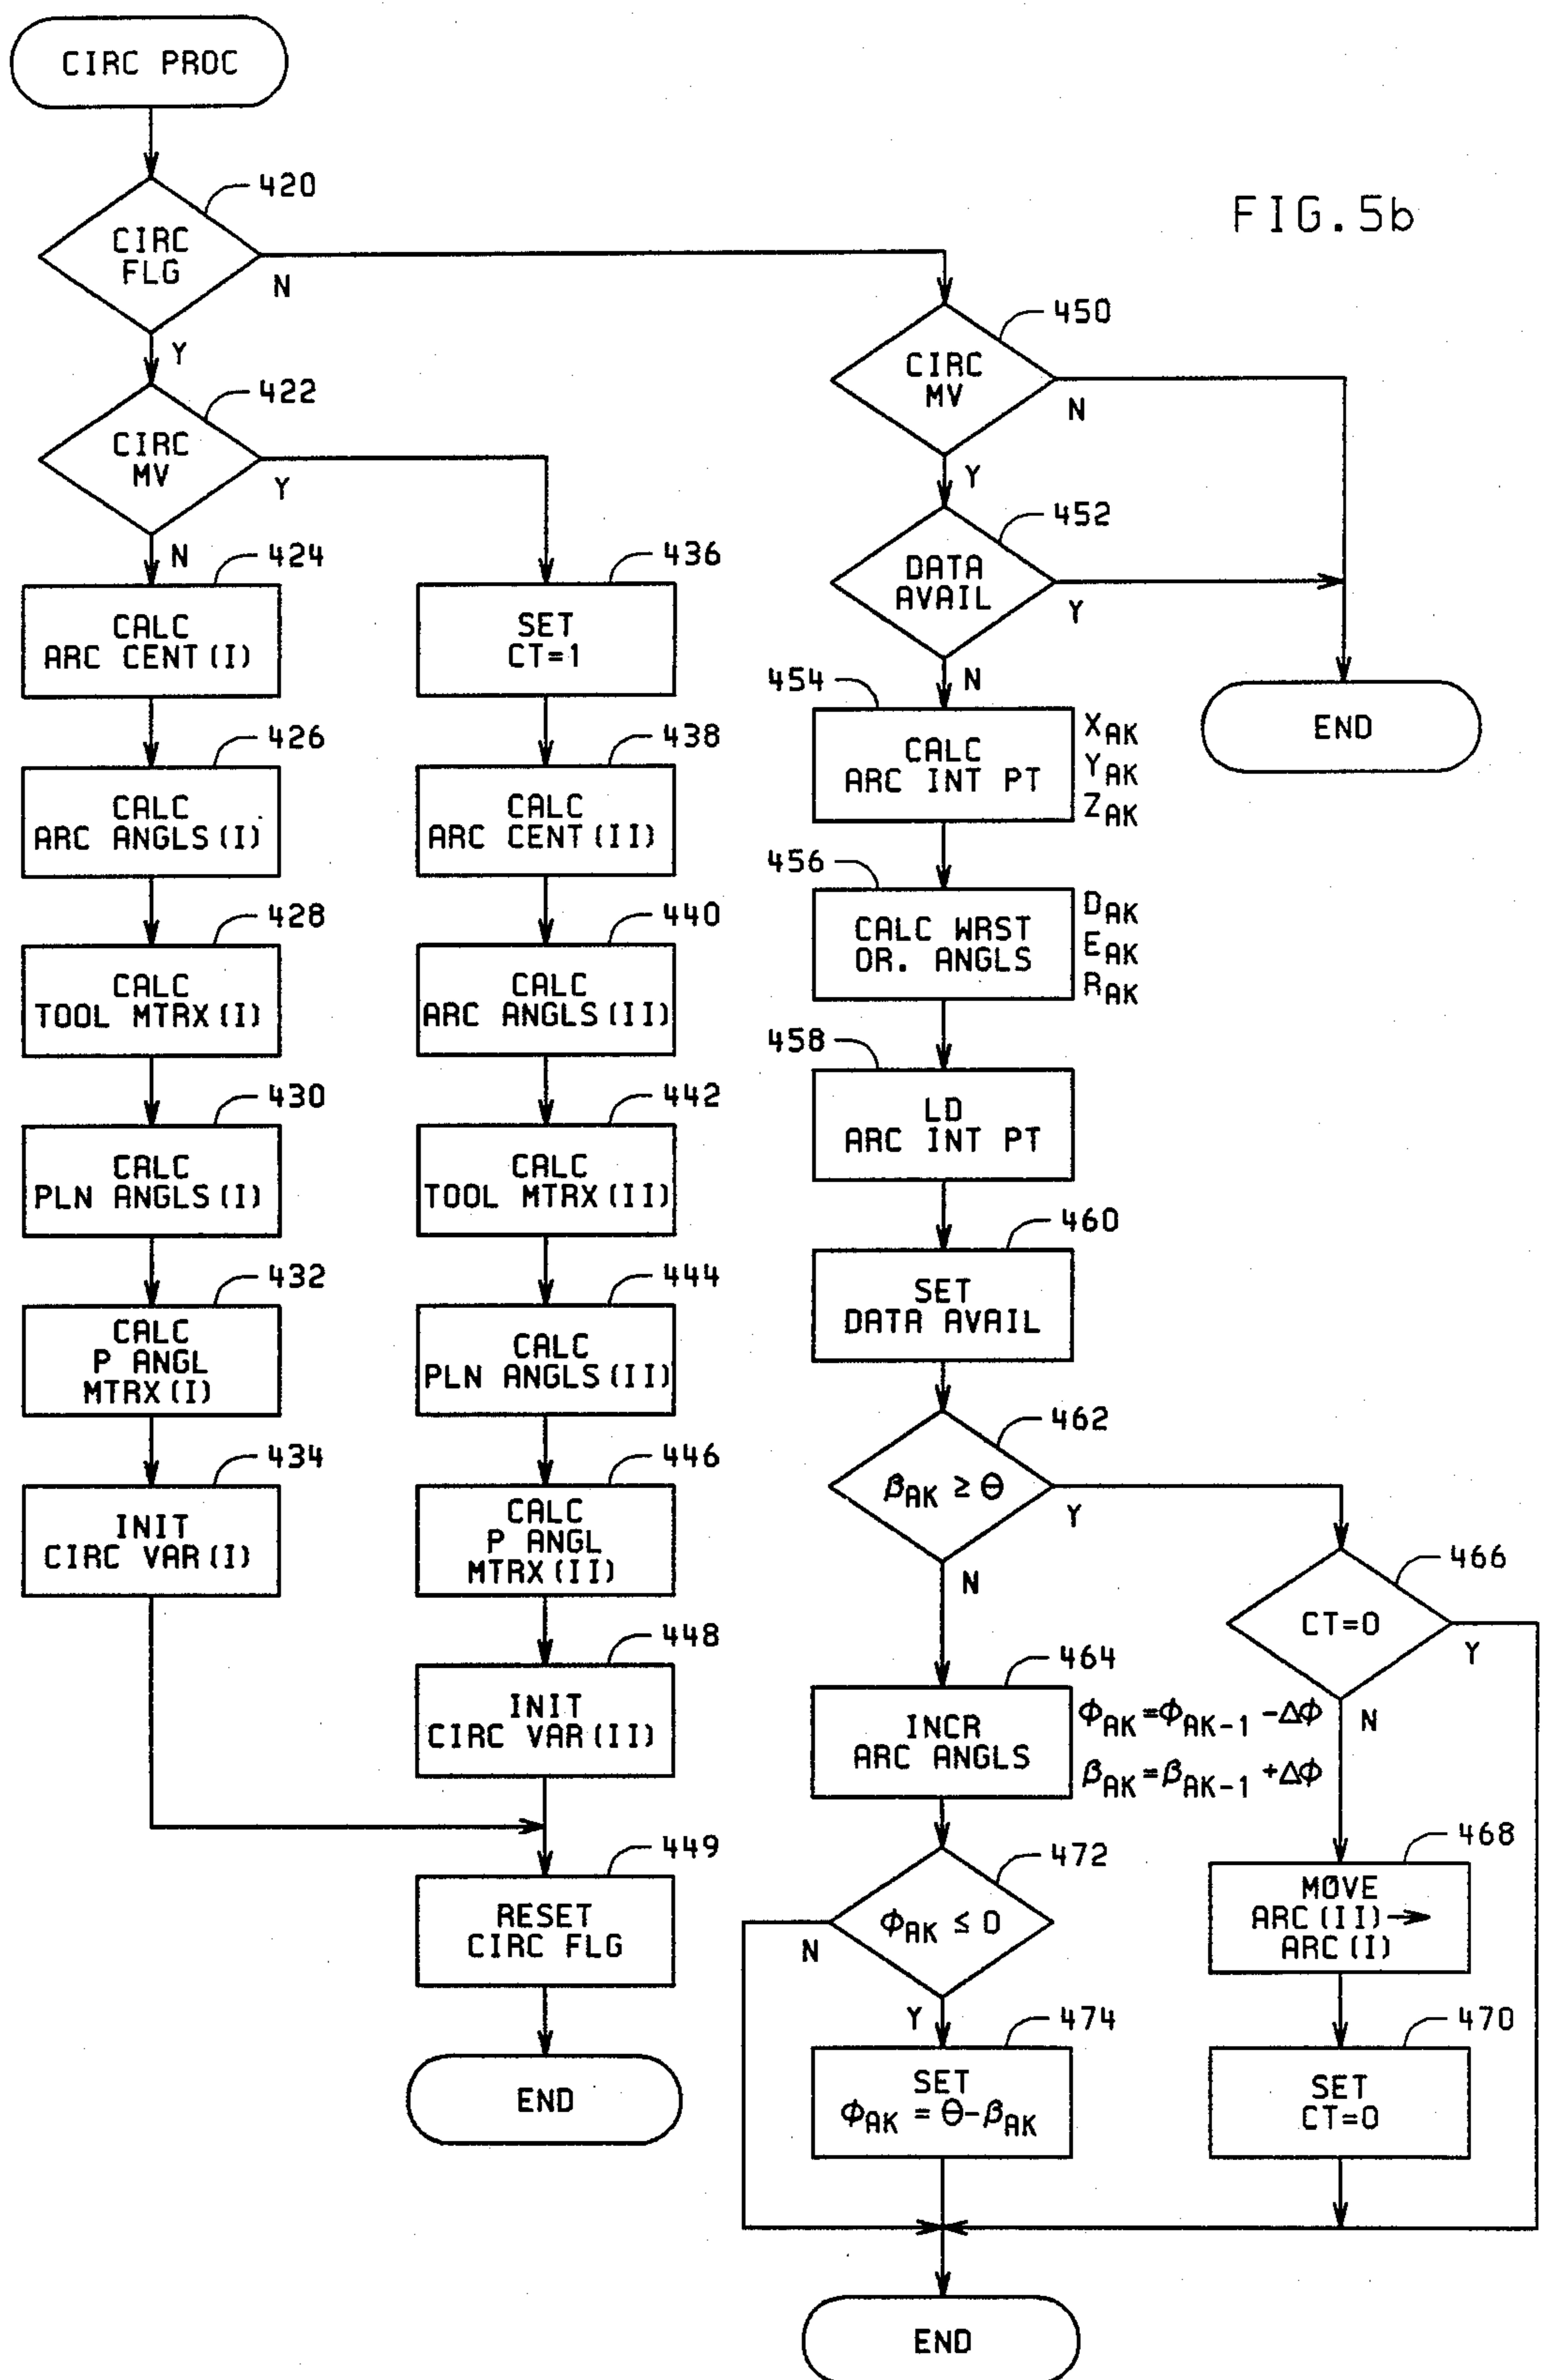 CIRC PROC
420
CIRC
FLG
N
Y
FIG.5b
422
CIRC
MV
Y
N
424
CALC
ARC CENT(I)
426
CALC
ARC ANGLS(I)
428
CALC
TOOL MTRX(I)
430
CALC
PLN ANGLS(I)
432
CALC
P ANGL
MTRX(I)
434
INIT
CIRC VAR(I)
436
SET
CT=1
438
CALC
ARC CENT(II)
440
CALC
ARC ANGLS(II)
442
CALC
TOOL MTRX(II)
444
CALC
PLN ANGLS(II)
446
CALC
P ANGL
MTRX(II)
448
INIT
CIRC VAR(II)
449
RESET
CIRC FLG
END
450
CIRC
MV
N
Y
452
DATA
AVAIL
Y
N
END
454
CALC
ARC INT PT
XAK
YAK
ZAK
456
CALC WRST
OR. ANGLS
DAK
EAK
RAK
458
LD
ARC INT PT
460
SET
DATA AVAIL
462
βAK ≥ θ
Y
N
464
INCR
ARC ANGLS
ϕAK=ϕAK-1 -Δϕ
βAK=βAK-1 +Δϕ
466
CT=0
Y
N
468
MOVE
ARC(II)→
ARC(I)
470
SET
CT=0
472
ϕAK ≤ 0
N
Y
474
SET
ϕAK = θ-βAK
END